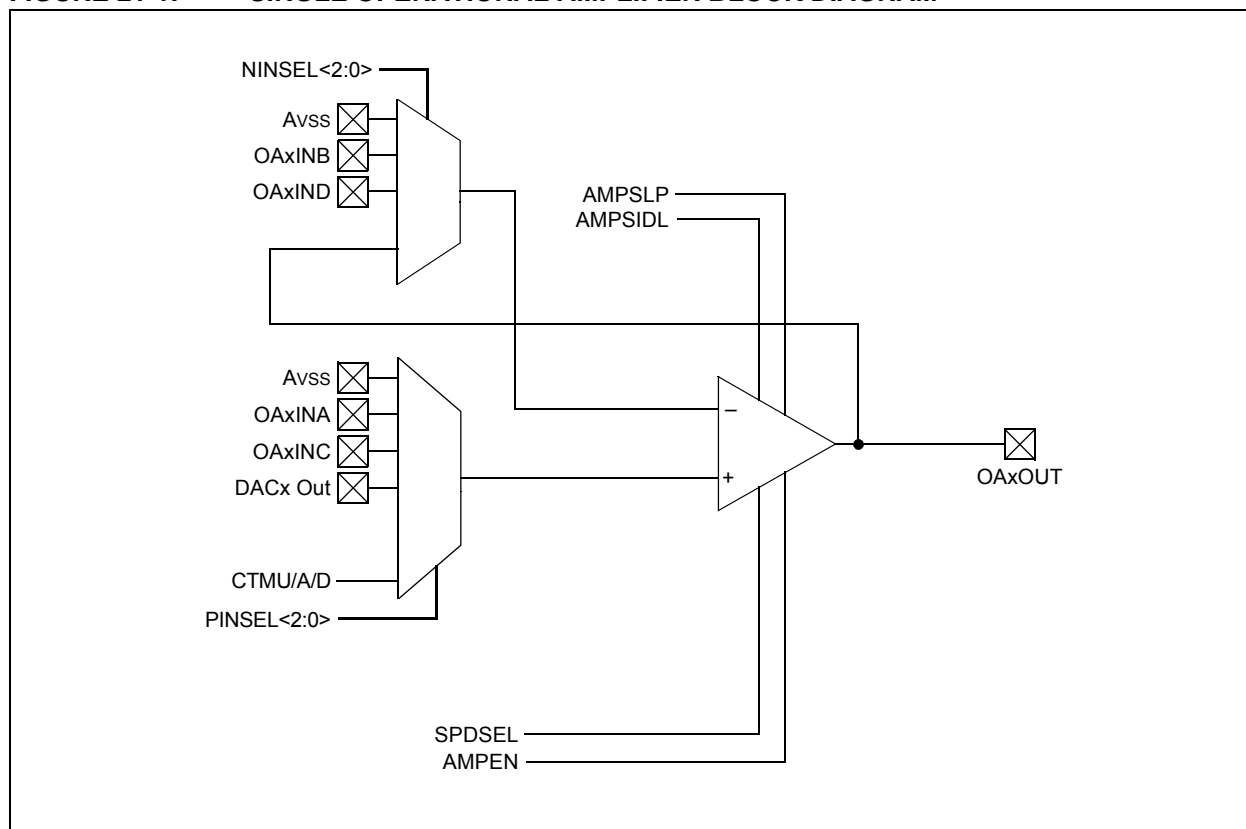 NINSEL<2:0>
AVSS
OAxINB
OAxIND
AMPSLP
AMPSIDL
AVSS
OAxINA
OAxINC
DACx Out
−
+
OAxOUT
CTMU/A/D
PINSEL<2:0>
SPDSEL
AMPEN